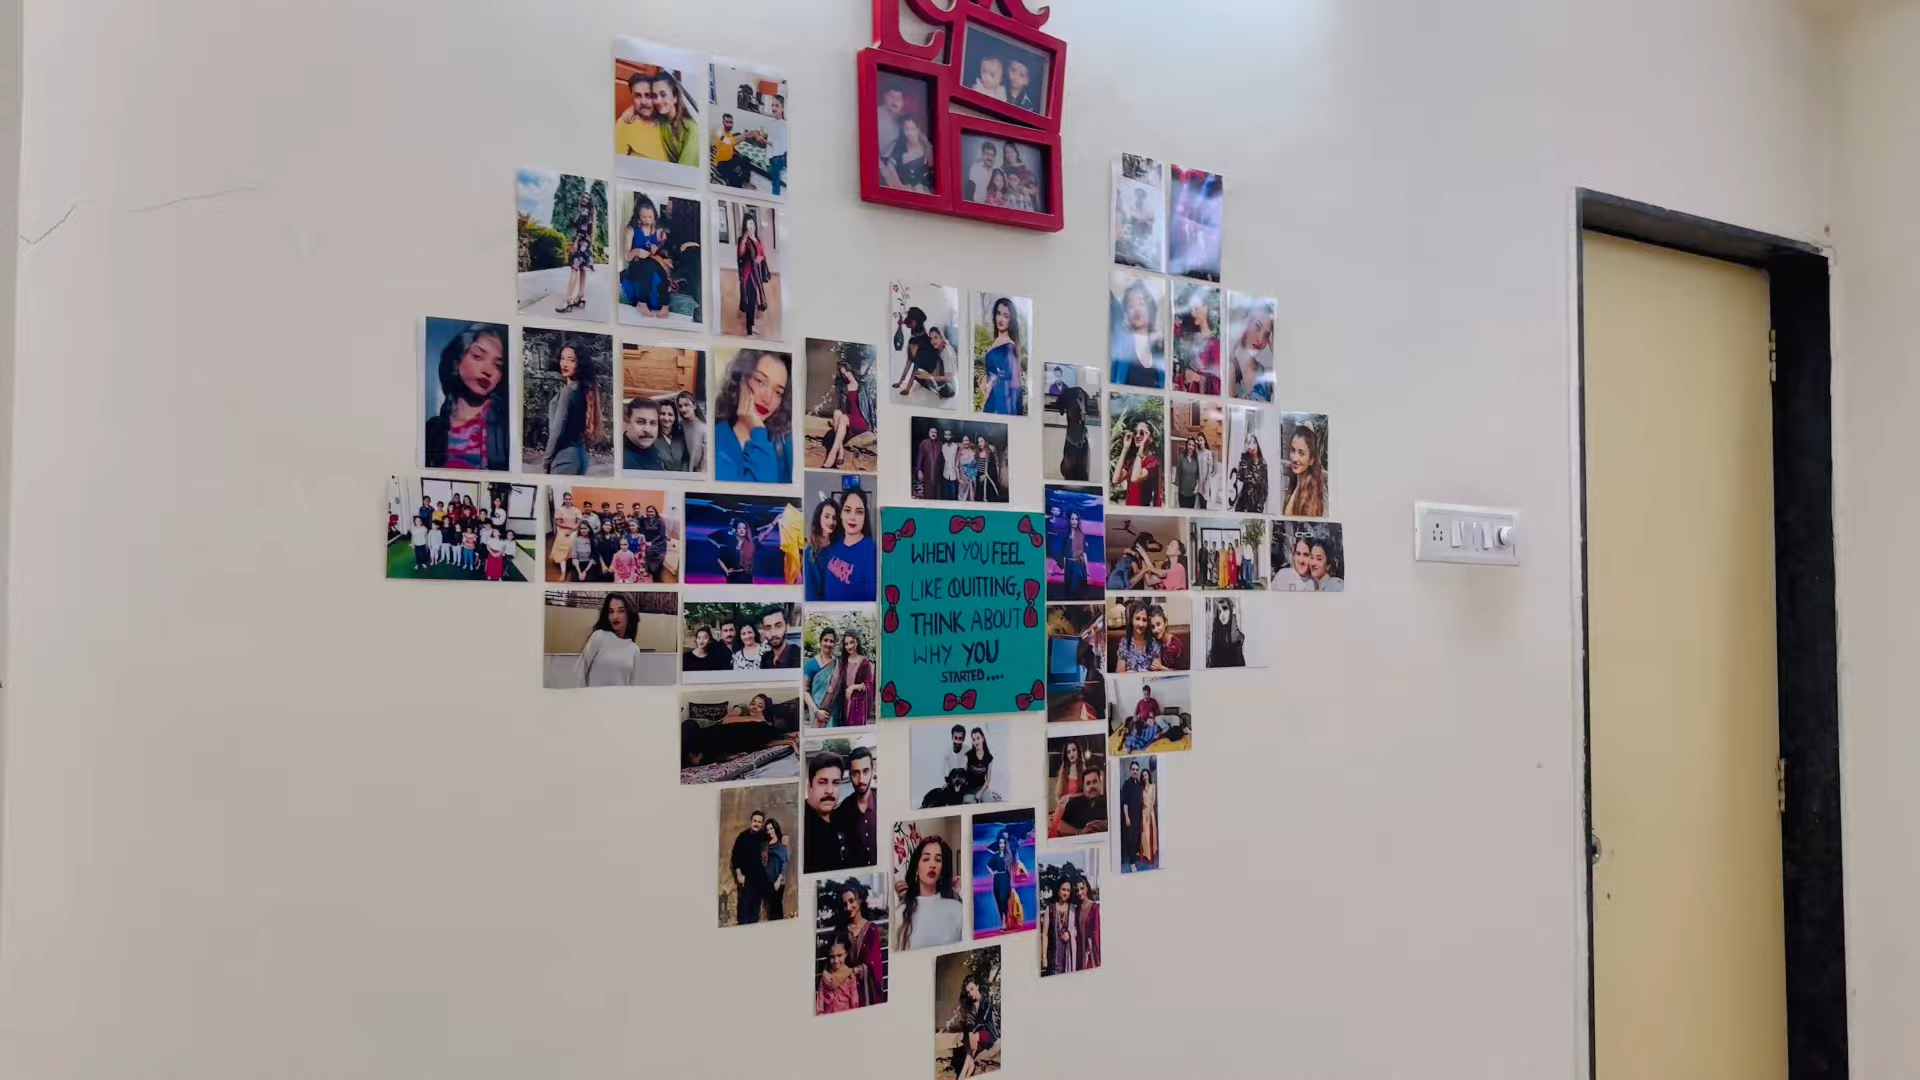 WHEN YOU FEEL
LIKE QUITTING,
THINK ABOUT
WHY YOU
STARTED....